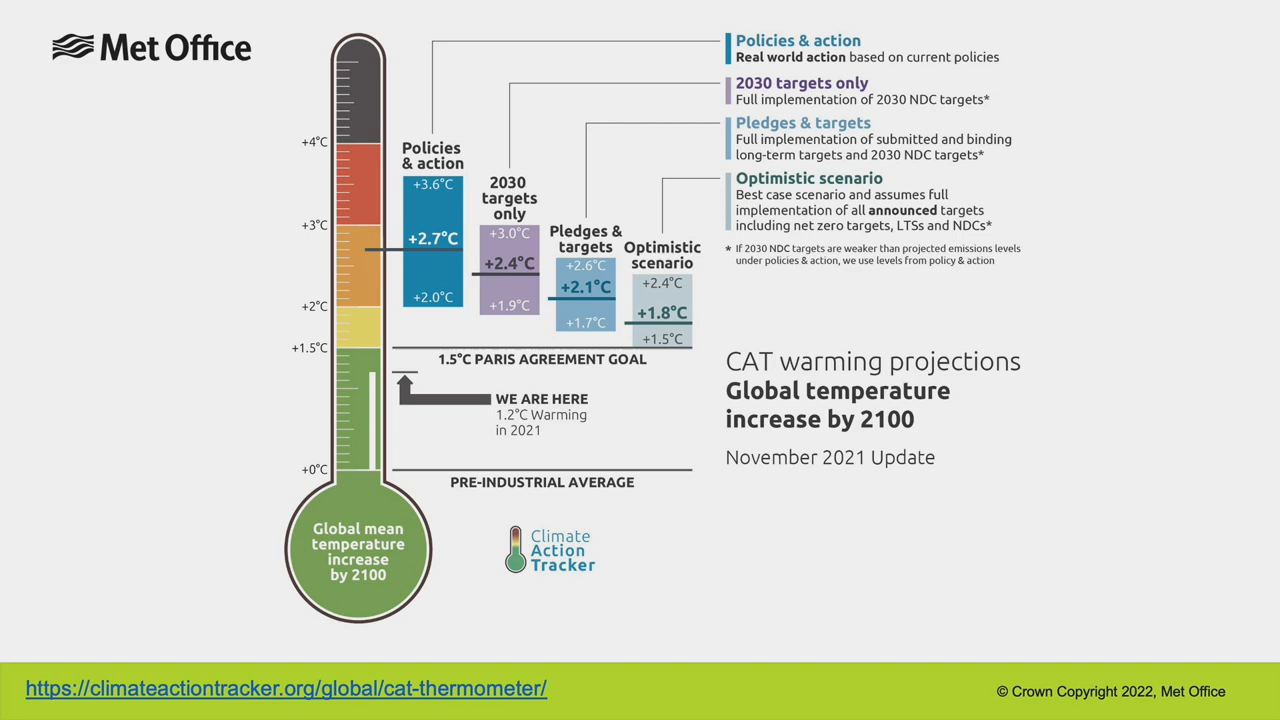 Met Office
+4°C
+3°C
+2°C
+1.5°C
+0°C
Global mean
temperature
increase
by 2100
Policies
& action
+3.6°C
+2.7°C
+2.0°C
2030
targets
only
+3.0°C
+2.4°C
+1.9°C
Pledges &
targets
+2.6°C
+2.1°C
+1.7°C
Optimistic
scenario
+2.4°C
+1.8°C
+1.5°C
1.5°C PARIS AGREEMENT GOAL
WE ARE HERE
1.2°C Warming
in 2021
PRE-INDUSTRIAL AVERAGE
Climate
Action
Tracker
Policies & action
Real world action based on current policies
2030 targets only
Full implementation of 2030 NDC targets*
Pledges & targets
Full implementation of submitted and binding
long-term targets and 2030 NDC targets*
Optimistic scenario
Best case scenario and assumes full
implementation of all announced targets
including net zero targets, LTSs and NDCs*
* If 2030 NDC targets are weaker than projected emissions levels
under policies & action, we use levels from policy & action
CAT warming projections
Global temperature
increase by 2100
November 2021 Update
https://climateactiontracker.org/global/cat-thermometer/
© Crown Copyright 2022, Met Office